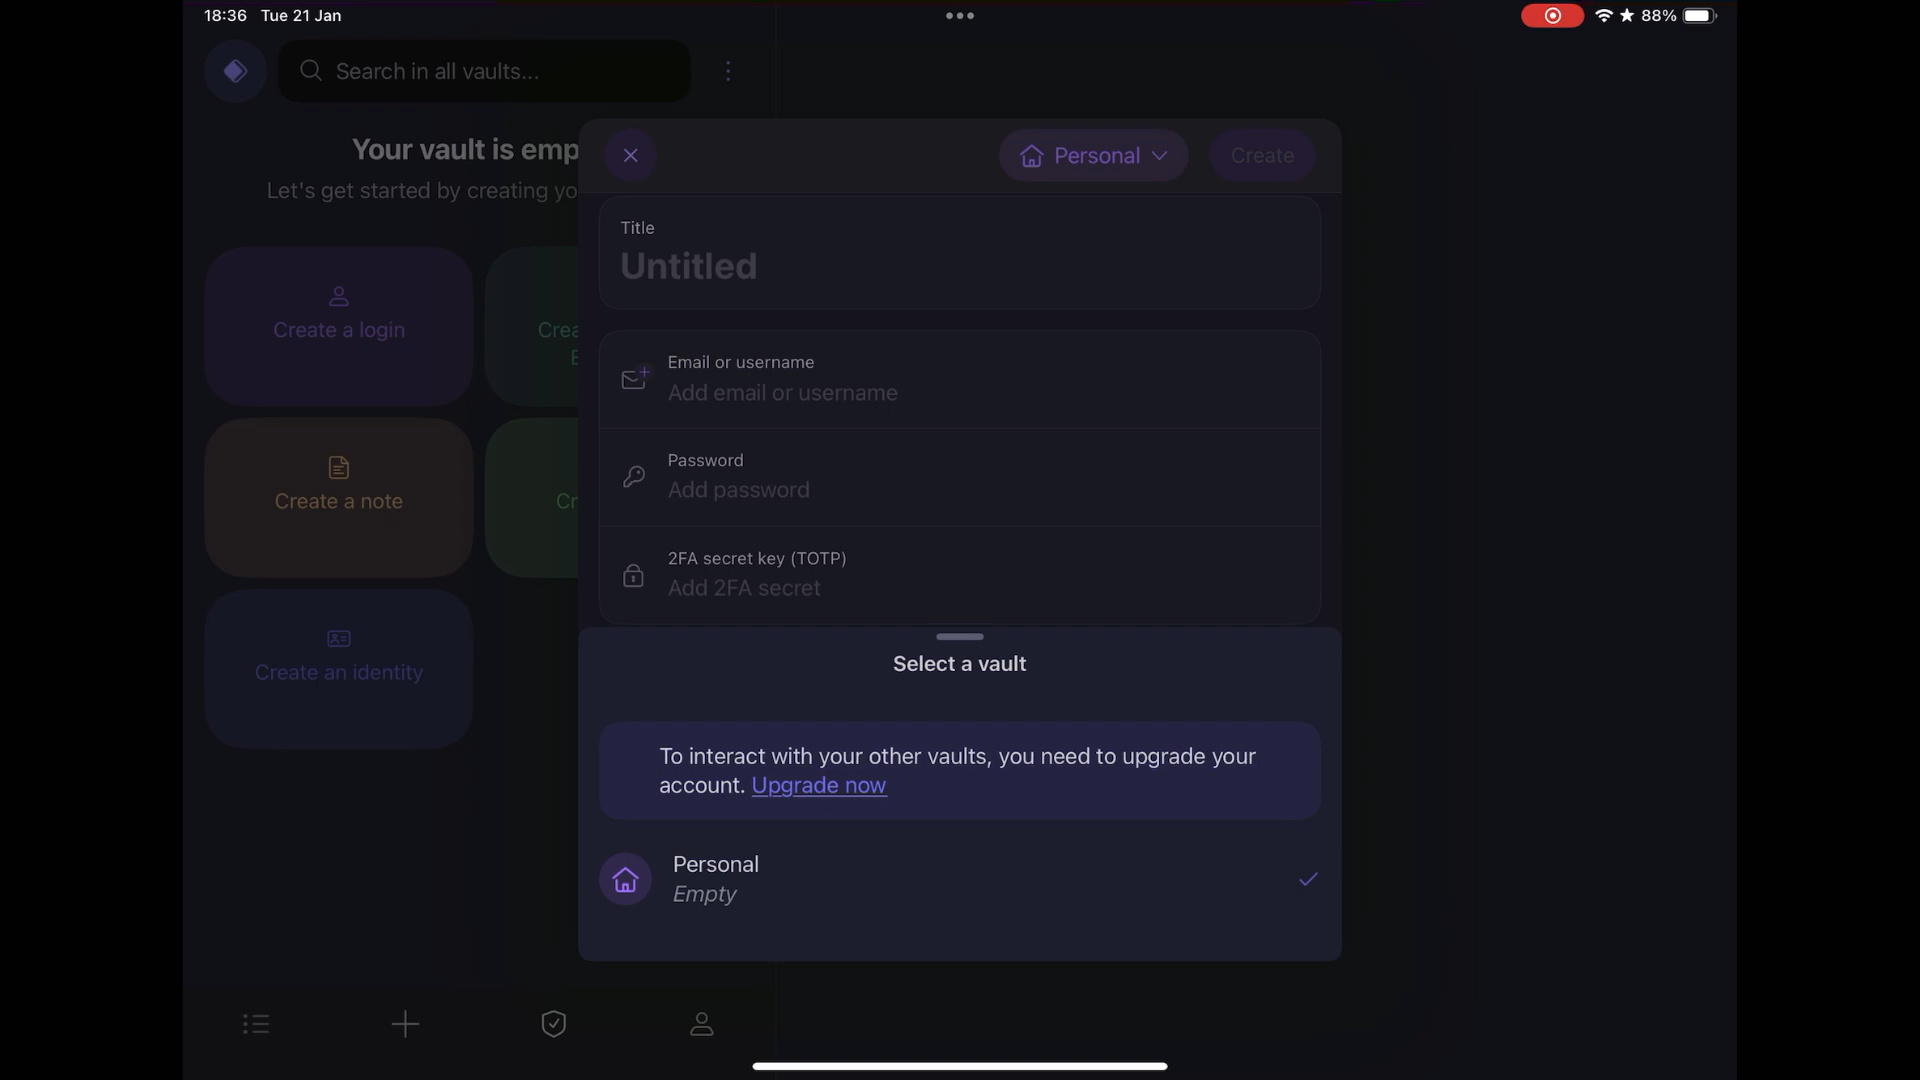 18:36 Tue 21 Jan
88%
Search in all vaults...
Your vault is emp
Let's get started by creating yo
Create a login
Crea
E
Create a note
Cr
Create an identity
Personal
Create
Title
Untitled
Email or username
Add email or username
Password
Add password
2FA secret key (TOTP)
Add 2FA secret
Select a vault
To interact with your other vaults, you need to upgrade your
account. Upgrade now
Personal
Empty